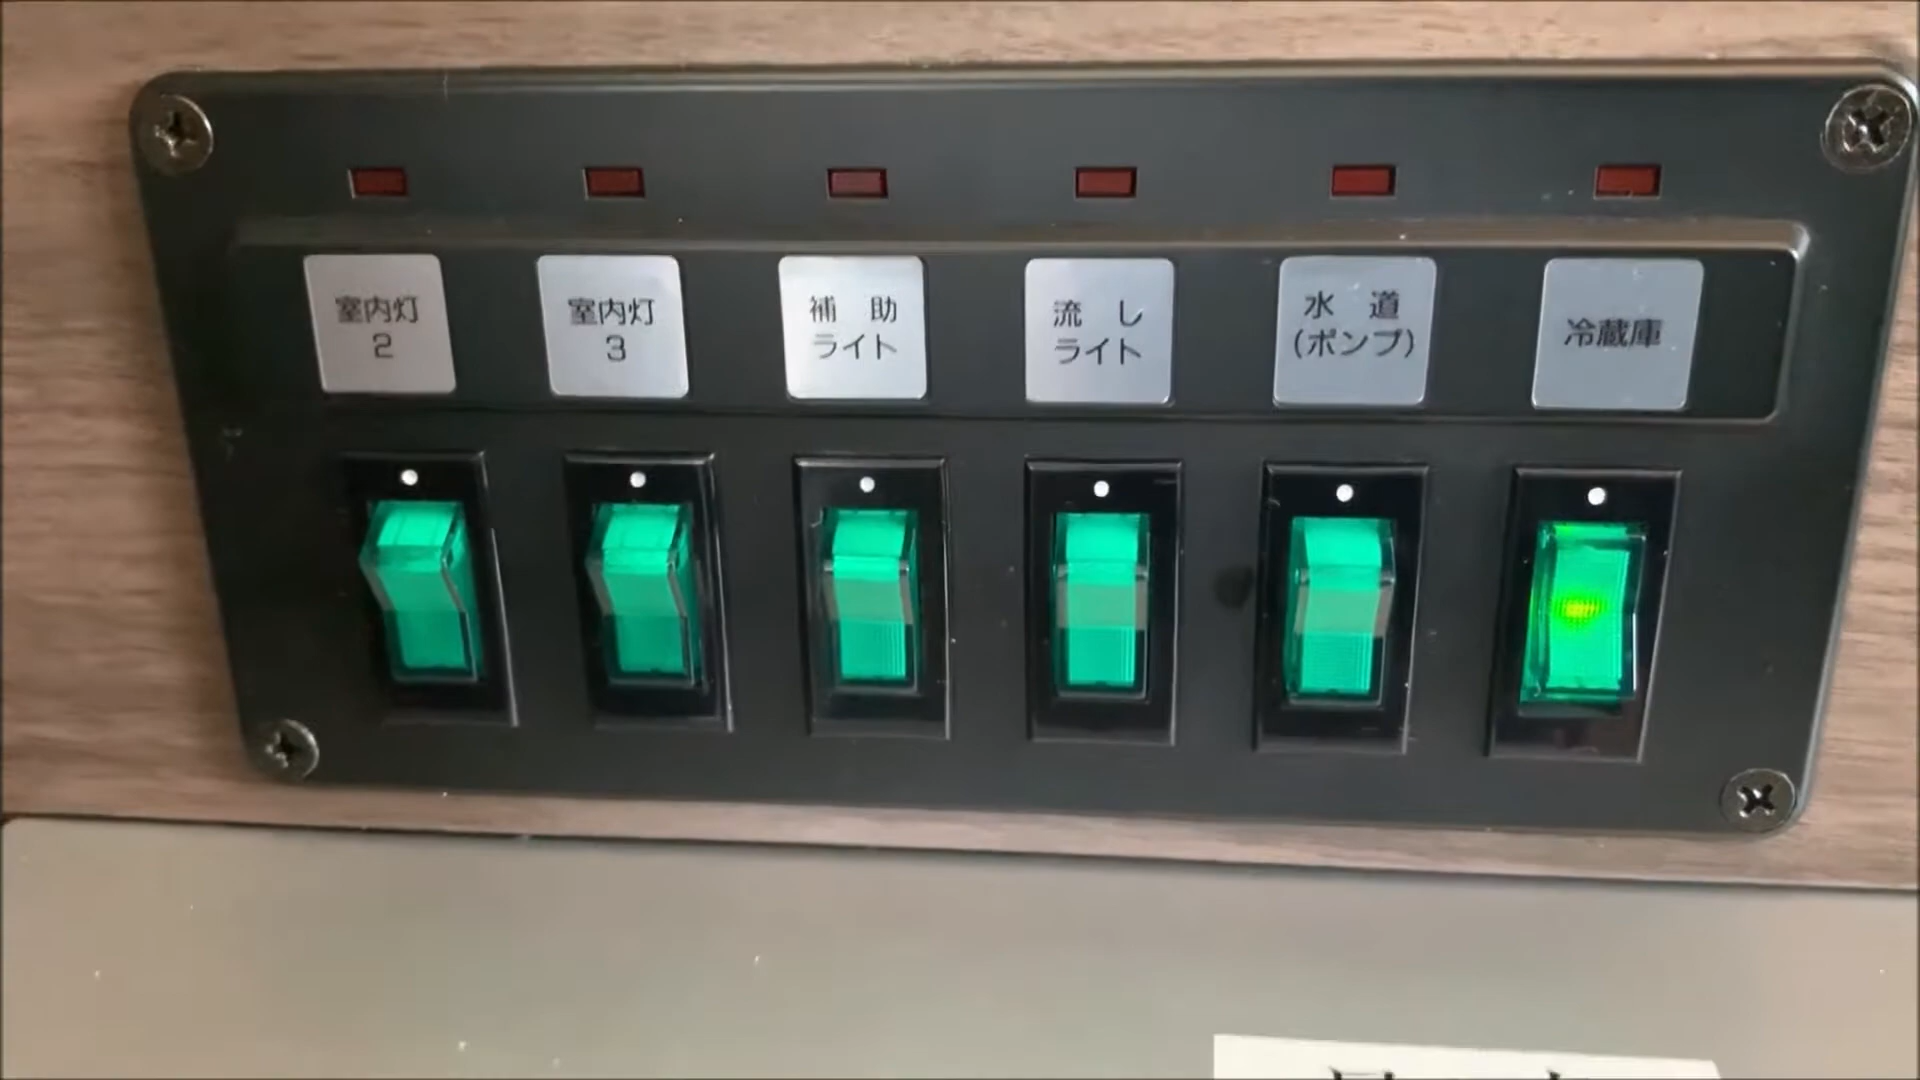 室内灯
2
室内灯
3
補 助
ライト
流 し
ライト
水 道
(ポンプ)
冷蔵庫